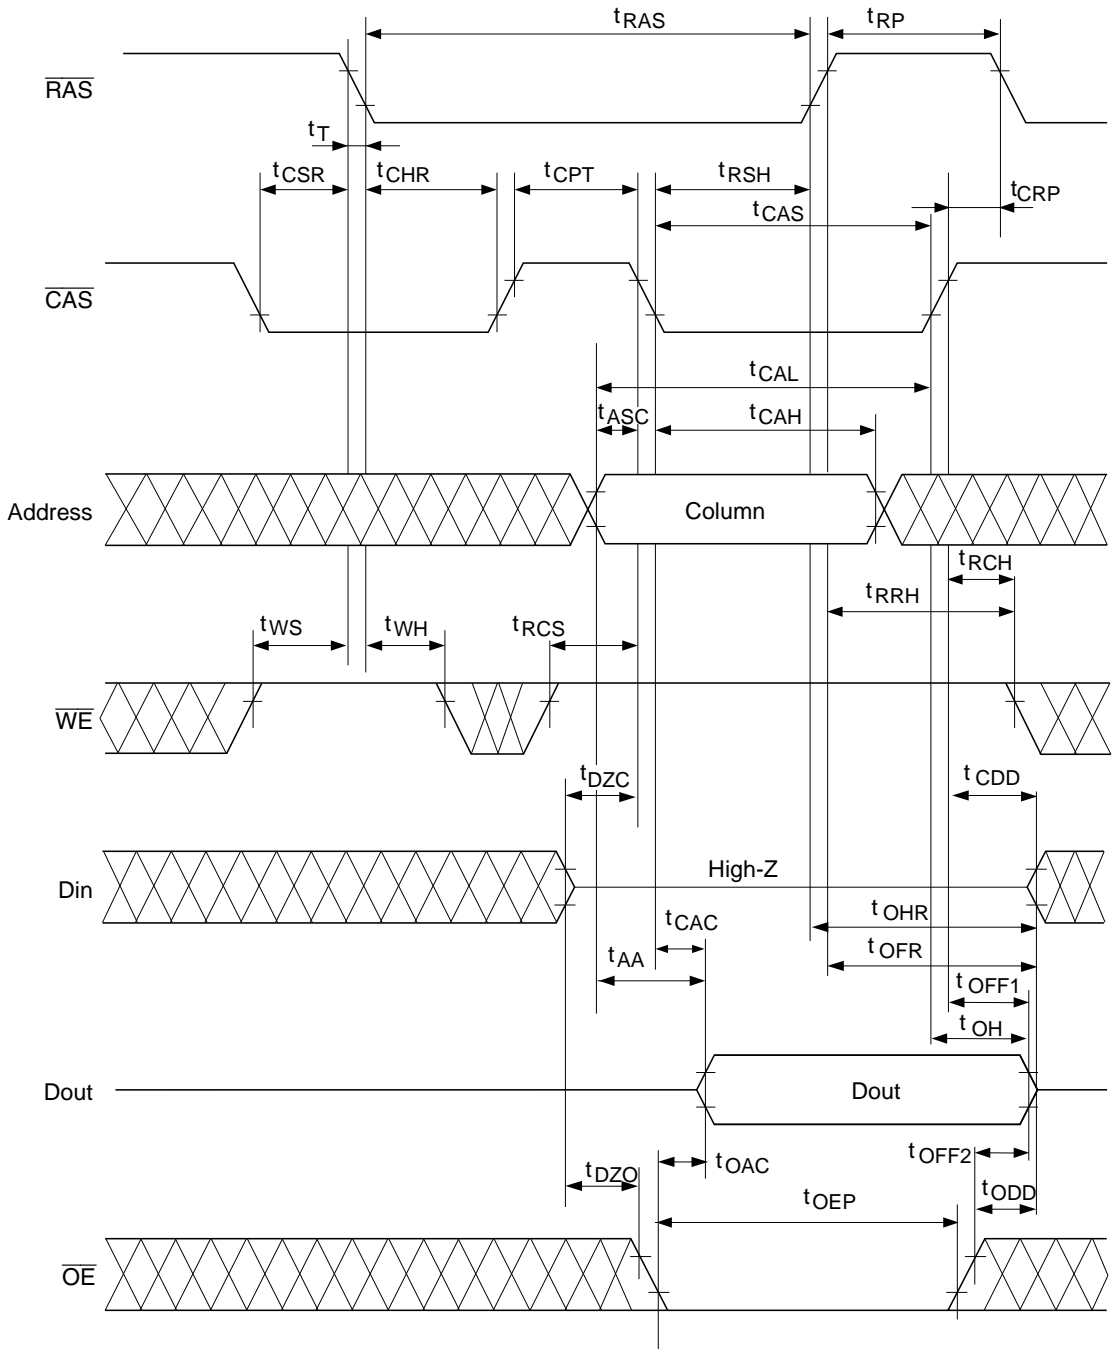 tRAS tRP
RAS
tT
tCSR tCHR tCPT tRSH tCRP
tCAS
CAS
tCAL
tASC tCAH
Address Column
tRCH
tRRH
tWS tWH tRCS
WE
tDZC tCDD
Din High-Z
tCAC tOHR
tAA tOFR
tOFF1
tOH
Dout Dout
tDZO tOAC tOFF2
tOEP tODD
OE